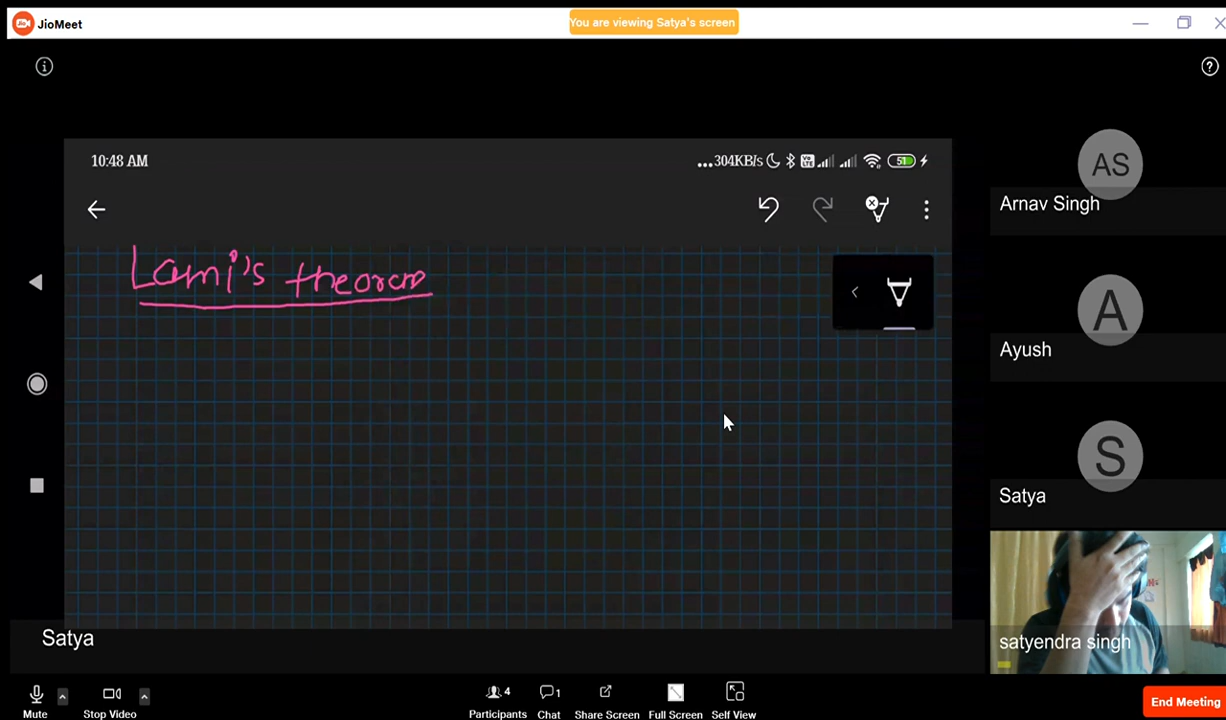 JioMeet
You are viewing Satya's screen
10:48 AM
...304KB/s
51
Lami's theorem
AS
Arnav Singh
A
Ayush
S
Satya
satyendra singh
Satya
4
1
Mute
Stop Video
Participants
Chat
Share Screen
Full Screen
Self View
End Meeting